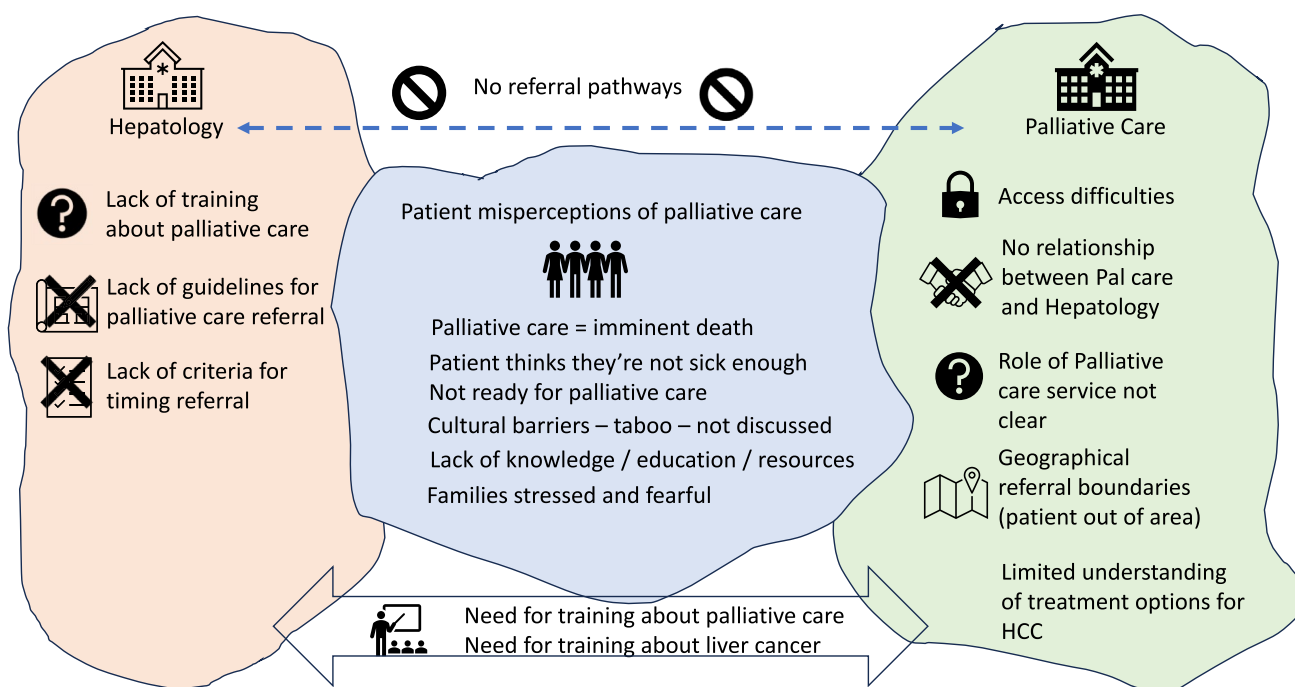 No referral pathways
Hepatology
Lack of training
about palliative care
Lack of guidelines for
palliative care referral
Lack of criteria for
timing referral
Patient misperceptions of palliative care
Palliative care = imminent death
Patient thinks they’re not sick enough
Not ready for palliative care
Cultural barriers – taboo – not discussed
Lack of knowledge / education / resources
Families stressed and fearful
Palliative Care
Access difficulties
No relationship
between Pal care
and Hepatology
Role of Palliative
care service not
clear
Geographical
referral boundaries
(patient out of area)
Limited understanding
of treatment options for
HCC
Need for training about palliative care
Need for training about liver cancer